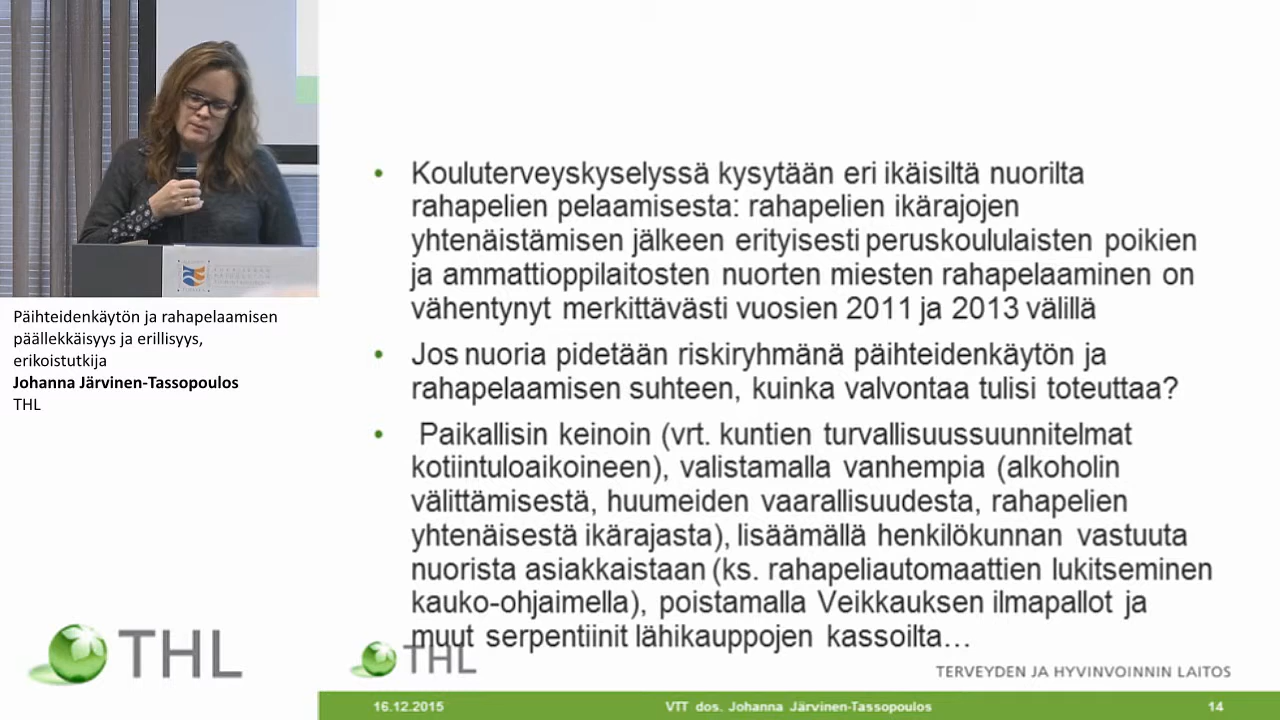 Päihteidenkäytön ja rahapelaamisen
päällekkäisyys ja erillisyys,
erikoistutkija
Johanna Järvinen-Tassopoulos
THL
THL
• Kouluterveyskyselyssä kysytään eri ikäisiltä nuorilta
rahapelien pelaamisesta: rahapelien ikärajojen
yhtenäistämisen jälkeen erityisesti peruskoululaisten poikien
ja ammattioppilaitosten nuorten miesten rahapelaaminen on
vähentynyt merkittävästi vuosien 2011 ja 2013 välillä
• Jos nuoria pidetään riskiryhmänä päihteidenkäytön ja
rahapelaamisen suhteen, kuinka valvontaa tulisi toteuttaa?
• Paikallisin keinoin (vrt. kuntien turvallisuussuunnitelmat
kotiintuloaikoineen), valistamalla vanhempia (alkoholin
välittämisestä, huumeiden vaarallisuudesta, rahapelien
yhtenäisestä ikärajasta), lisäämällä henkilökunnan vastuuta
nuorista asiakkaistaan (ks. rahapeliautomaattien lukitseminen
kauko-ohjaimella), poistamalla Veikkauksen ilmapallot ja
muut serpentiinit lähikauppojen kassoilta…
THL
TERVEYDEN JA HYVINVOINNIN LAITOS
16.12.2015 VTT dos. Johanna Järvinen-Tassopoulos 14